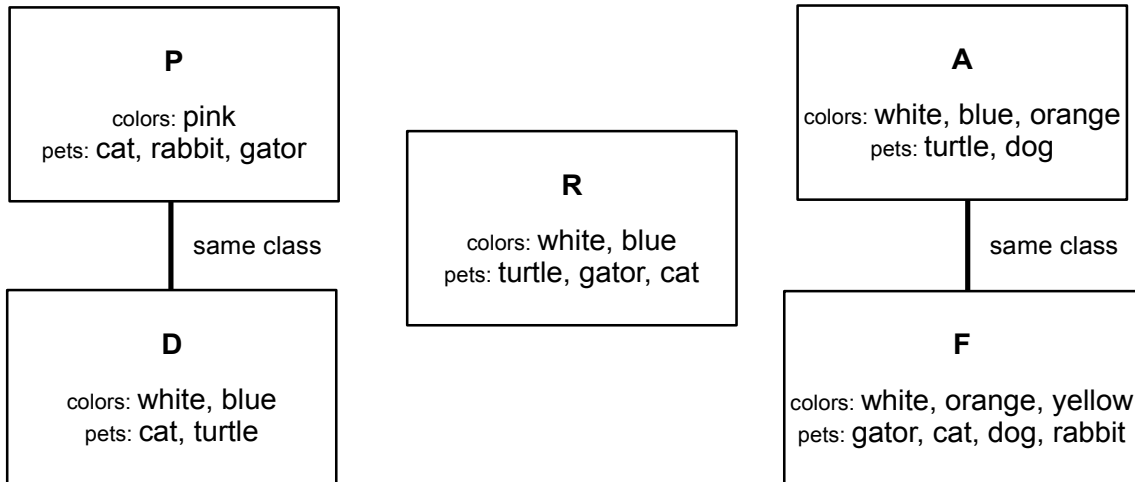 P
colors: pink
pets: cat, rabbit, gator
same class
D
colors: white, blue
pets: cat, turtle
R
colors: white, blue
pets: turtle, gator, cat
A
colors: white, blue, orange
pets: turtle, dog
same class
F
colors: white, orange, yellow
pets: gator, cat, dog, rabbit